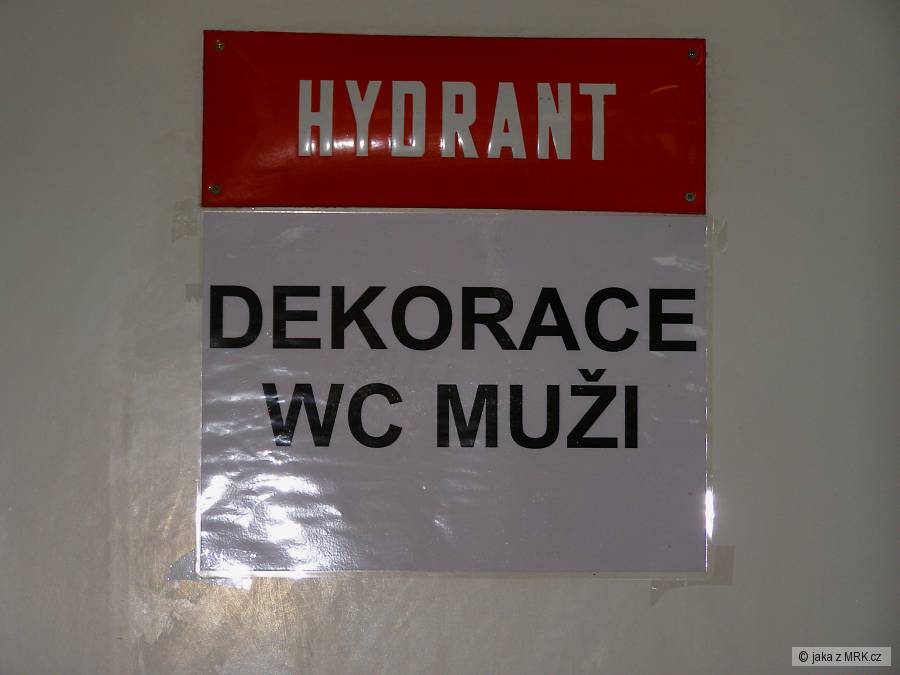 HYDRANT
DEKORACE
WC MUŽI
© jaka z MRK.cz